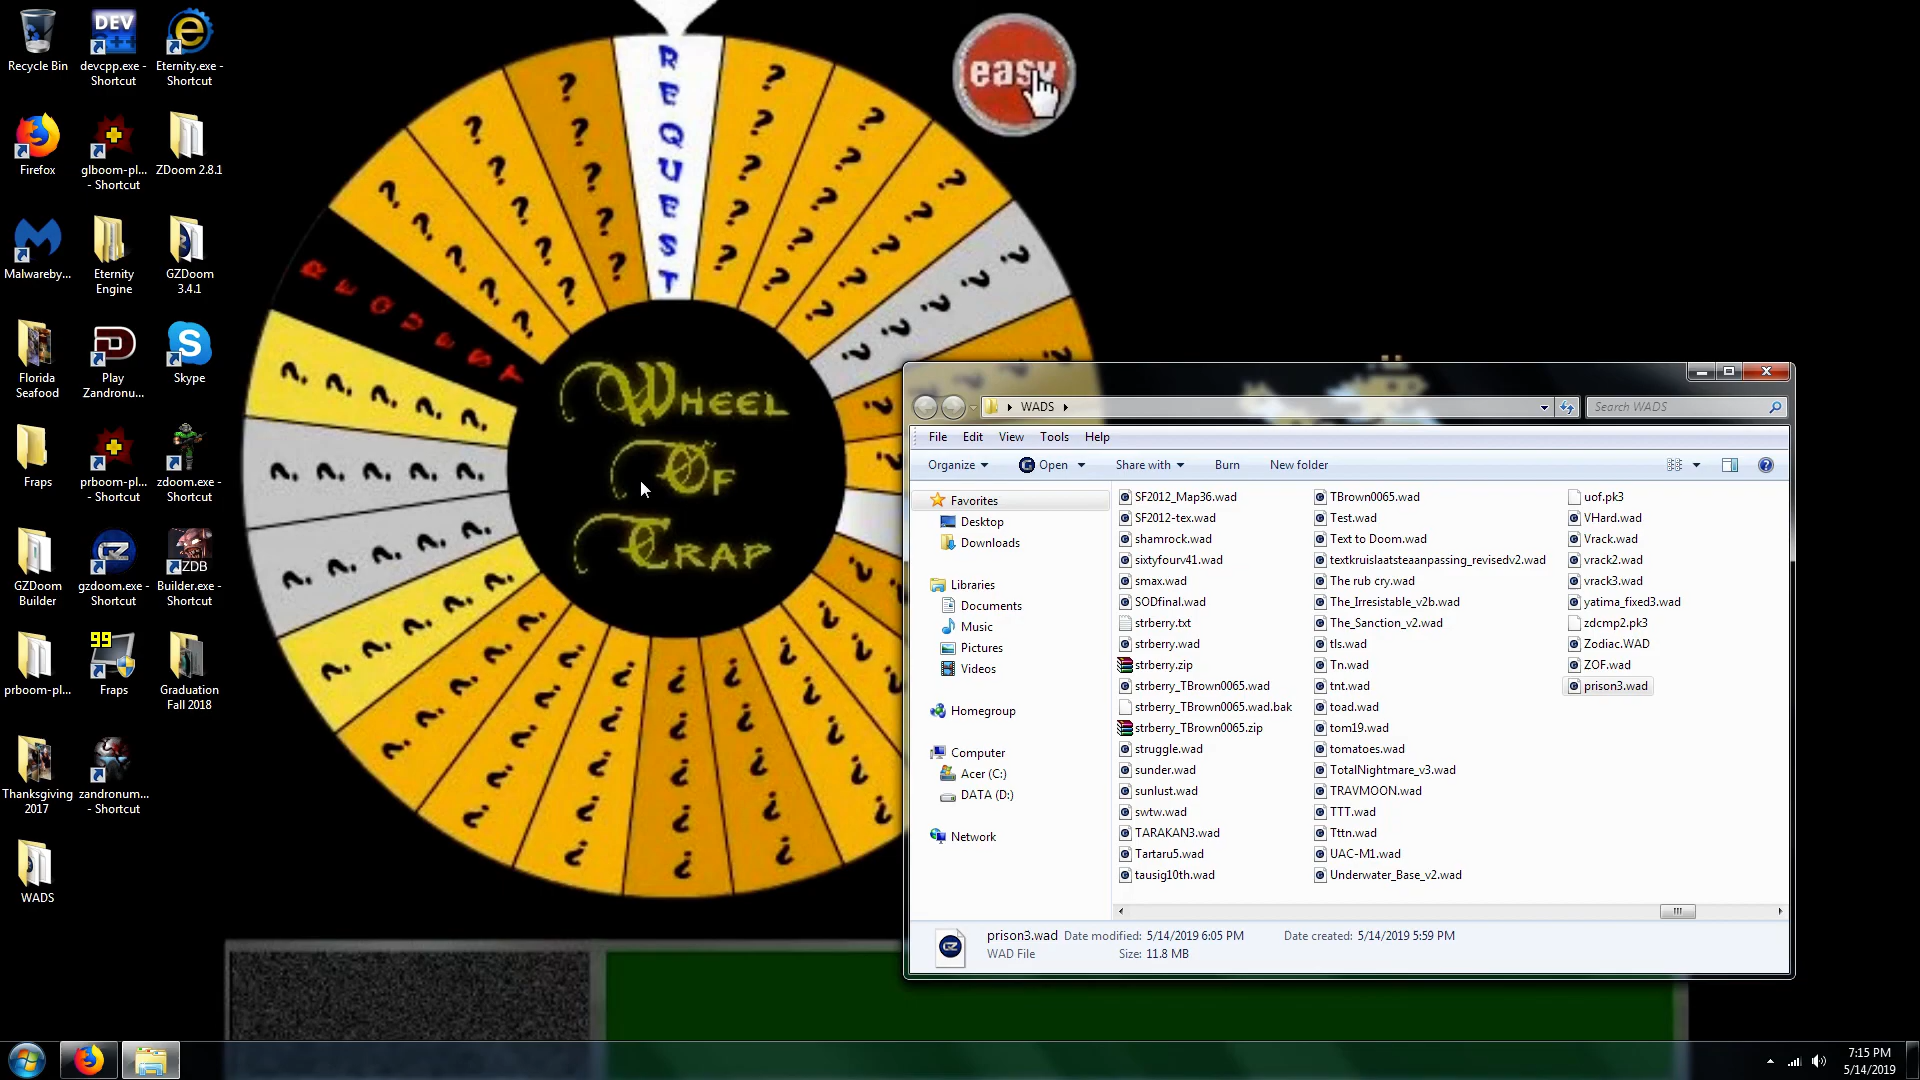 Recycle Bin
devcpp.exe -
Shortcut
Eternity.exe -
Shortcut
Firefox
glboom-pl...
- Shortcut
ZDoom 2.8.1
Malwareby...
Eternity
Engine
GZDoom
3.4.1
Florida
Seafood
Play
Zandronu...
Skype
Fraps
prboom-pl...
- Shortcut
zdoom.exe -
Shortcut
GZDoom
Builder
gzdoom.exe -
Shortcut
Builder.exe -
Shortcut
prboom-pl...
Fraps
Graduation
Fall 2018
Thanksgiving
2017
zandronum...
- Shortcut
WADS
DEV
C++
ZDB
99
REQUEST
REQUEST
easy
? ? ? ? ?
Wheel
Of
Crap
WADS
Search WADS
File Edit View Tools Help
Organize Open Share with Burn New folder
Favorites
Desktop
Downloads
Libraries
Documents
Music
Pictures
Videos
Homegroup
Computer
Acer (C:)
DATA (D:)
Network
SF2012_Map36.wad
SF2012-tex.wad
shamrock.wad
sixtyfourv41.wad
smax.wad
SODfinal.wad
strberry.txt
strberry.wad
strberry.zip
strberry_TBrown0065.wad
strberry_TBrown0065.wad.bak
strberry_TBrown0065.zip
struggle.wad
sunder.wad
sunlust.wad
swtw.wad
TARAKAN3.wad
Tartaru5.wad
tausig10th.wad
TBrown0065.wad
Test.wad
Text to Doom.wad
textkruislaatsteaanpassing_revisedv2.wad
The rub cry.wad
The_Irresistable_v2b.wad
The_Sanction_v2.wad
tls.wad
Tn.wad
tnt.wad
toad.wad
tom19.wad
tomatoes.wad
TotalNightmare_v3.wad
TRAVMOON.wad
TTT.wad
Tttn.wad
UAC-M1.wad
Underwater_Base_v2.wad
uof.pk3
VHard.wad
Vrack.wad
vrack2.wad
vrack3.wad
yatima_fixed3.wad
zdcmp2.pk3
Zodiac.WAD
ZOF.wad
prison3.wad
prison3.wad Date modified: 5/14/2019 6:05 PM Date created: 5/14/2019 5:59 PM
WAD File Size: 11.8 MB
7:15 PM
5/14/2019